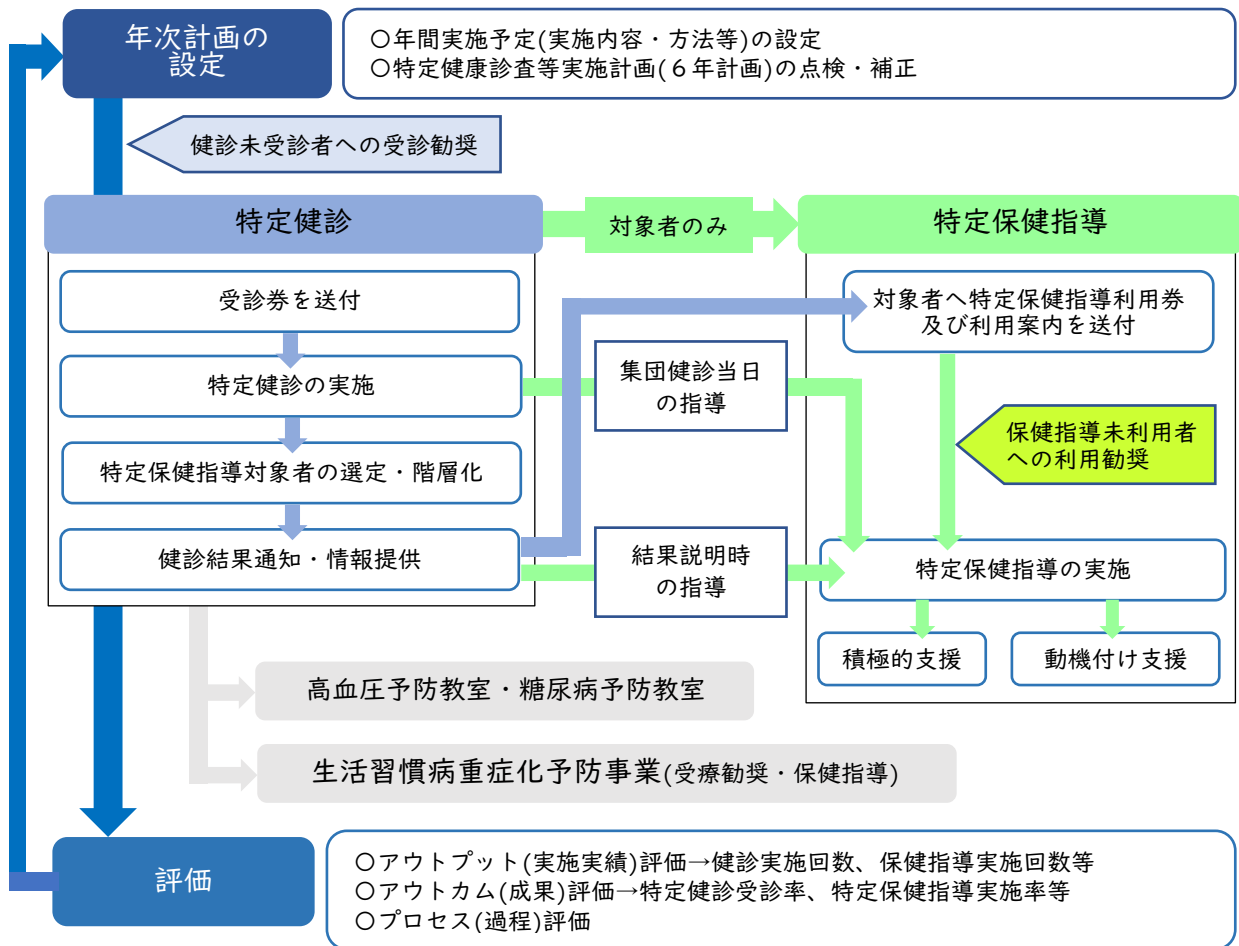 年次計画の
設定
○年間実施予定(実施内容・方法等)の設定
○特定健康診査等実施計画(6年計画)の点検・補正
健診未受診者への受診勧奨
特定健診
対象者のみ
特定保健指導
受診券を送付
特定健診の実施
特定保健指導対象者の選定・階層化
健診結果通知・情報提供
集団健診当日
の指導
結果説明時
の指導
対象者へ特定保健指導利用券
及び利用案内を送付
保健指導未利用者
への利用勧奨
特定保健指導の実施
積極的支援
動機付け支援
高血圧予防教室・糖尿病予防教室
生活習慣病重症化予防事業(受療勧奨・保健指導)
評価
○アウトプット(実施実績)評価→健診実施回数、保健指導実施回数等
○アウトカム(成果)評価→特定健診受診率、特定保健指導実施率等
○プロセス(過程)評価